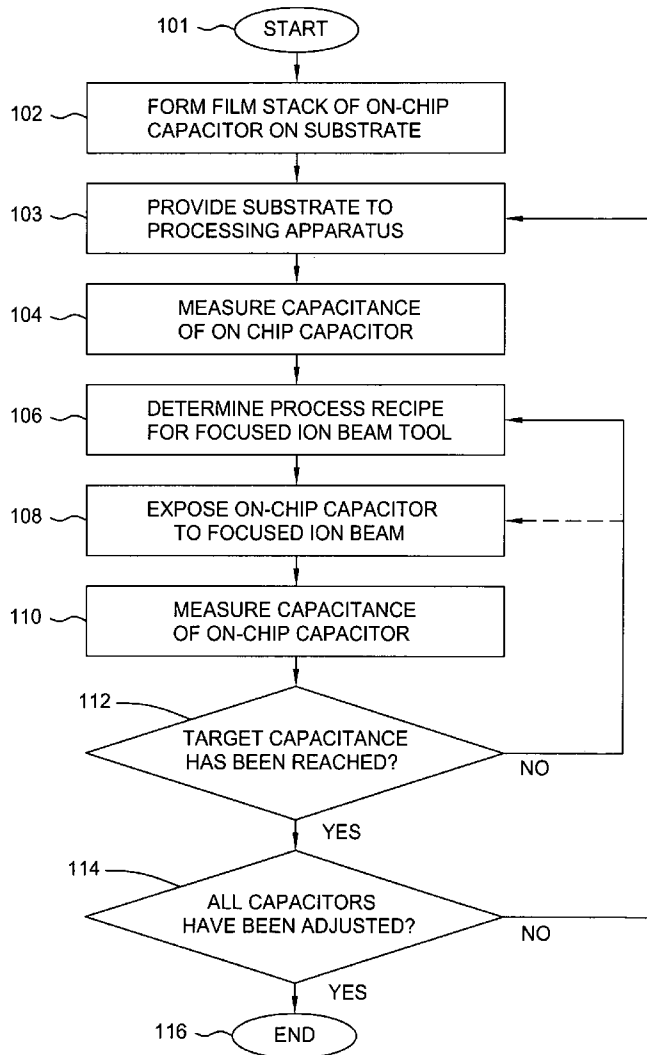 101
START
102
FORM FILM STACK OF ON-CHIP
CAPACITOR ON SUBSTRATE
103
PROVIDE SUBSTRATE TO
PROCESSING APPARATUS
104
MEASURE CAPACITANCE
OF ON CHIP CAPACITOR
106
DETERMINE PROCESS RECIPE
FOR FOCUSED ION BEAM TOOL
108
EXPOSE ON-CHIP CAPACITOR
TO FOCUSED ION BEAM
110
MEASURE CAPACITANCE
OF ON-CHIP CAPACITOR
112
TARGET CAPACITANCE
HAS BEEN REACHED?
NO
YES
114
ALL CAPACITORS
HAVE BEEN ADJUSTED?
NO
YES
116
END